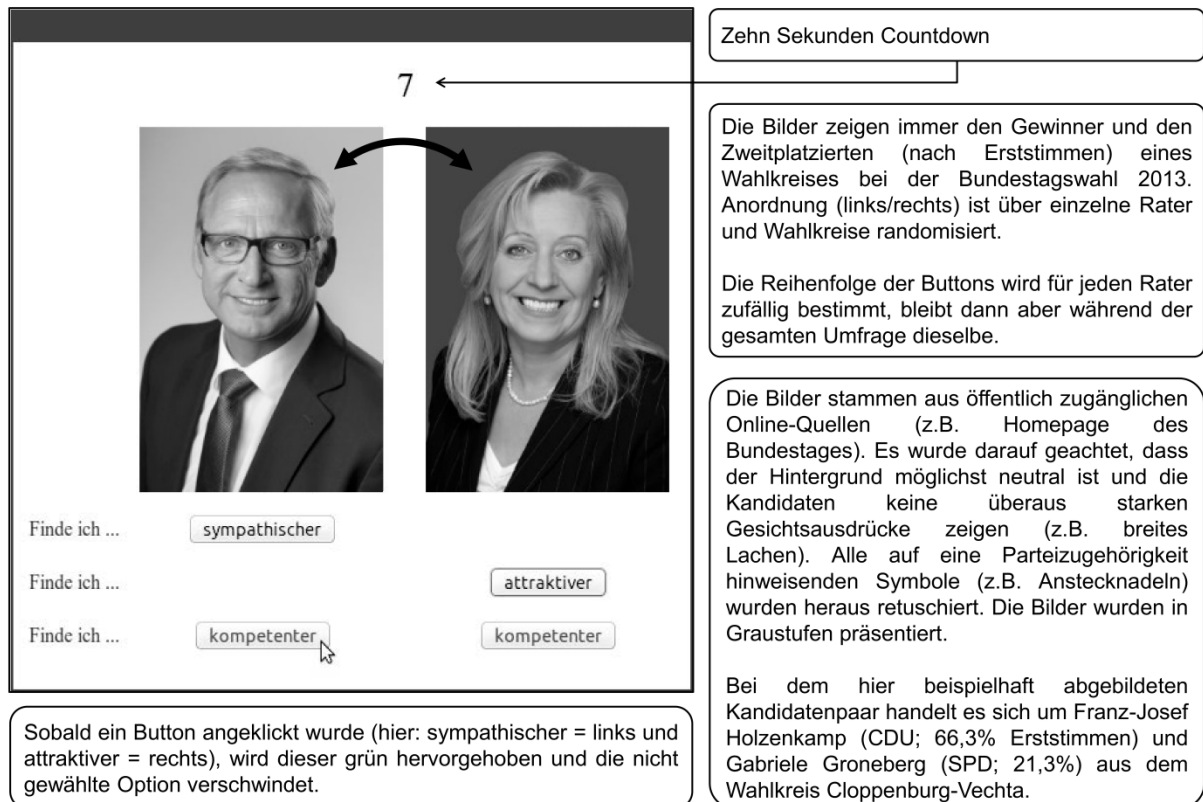 7
Finde ich ...
sympathischer
Finde ich ...
attraktiver
Finde ich ...
kompetenter
kompetenter
Sobald ein Button angeklickt wurde (hier: sympathischer = links und
attraktiver = rechts), wird dieser grün hervorgehoben und die nicht
gewählte Option verschwindet.
Zehn Sekunden Countdown
Die Bilder zeigen immer den Gewinner und den
Zweitplatzierten (nach Erststimmen) eines
Wahlkreises bei der Bundestagswahl 2013.
Anordnung (links/rechts) ist über einzelne Rater
und Wahlkreise randomisiert.
Die Reihenfolge der Buttons wird für jeden Rater
zufällig bestimmt, bleibt dann aber während der
gesamten Umfrage dieselbe.
Die Bilder stammen aus öffentlich zugänglichen
Online-Quellen (z.B. Homepage des
Bundestages). Es wurde darauf geachtet, dass
der Hintergrund möglichst neutral ist und die
Kandidaten keine überaus starken
Gesichtsausdrücke zeigen (z.B. breites
Lachen). Alle auf eine Parteizugehörigkeit
hinweisenden Symbole (z.B. Anstecknadeln)
wurden heraus retuschiert. Die Bilder wurden in
Graustufen präsentiert.
Bei dem hier beispielhaft abgebildeten
Kandidatenpaar handelt es sich um Franz-Josef
Holzenkamp (CDU; 66,3% Erststimmen) und
Gabriele Groneberg (SPD; 21,3%) aus dem
Wahlkreis Cloppenburg-Vechta.